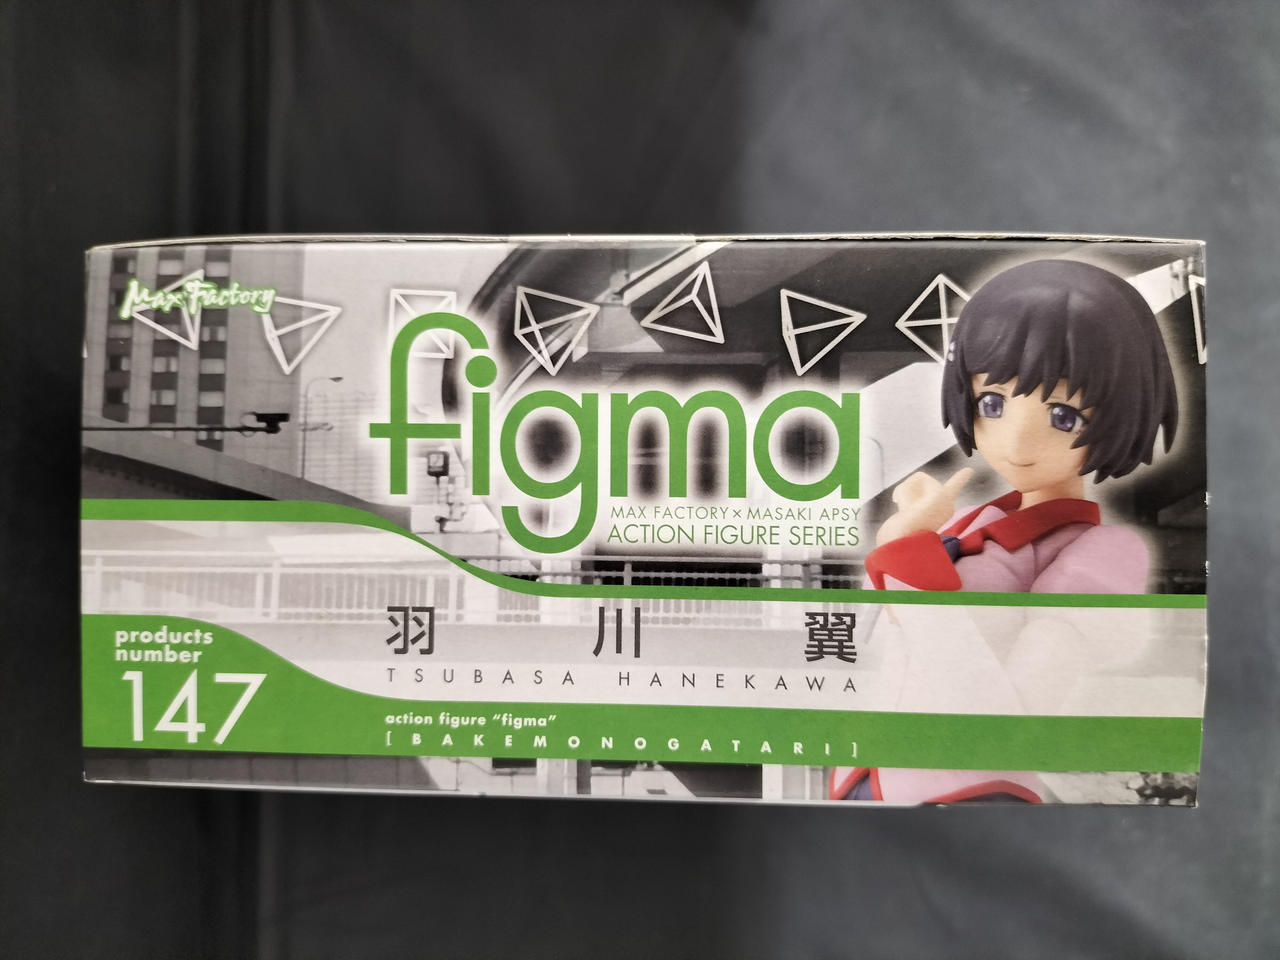 Max Factory
figma
MAX FACTORY×MASAKI APSY
ACTION FIGURE SERIES
羽川翼
TSUBASA HANEKAWA
products
number
147
action figure “figma”
[BAKEMONOGATARI]